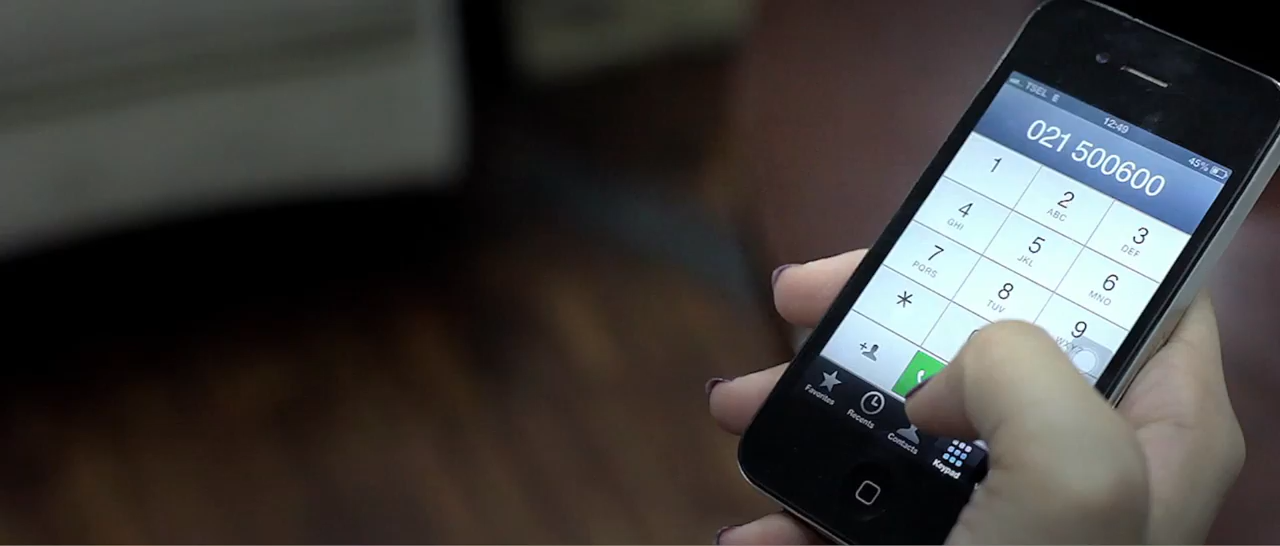 TSEL
12:49
45%
021 500600
1
2
ABC
3
DEF
4
GHI
5
JKL
6
MNO
7
PQRS
8
TUV
9
*
Favorites
Recents
Contacts
Keypad